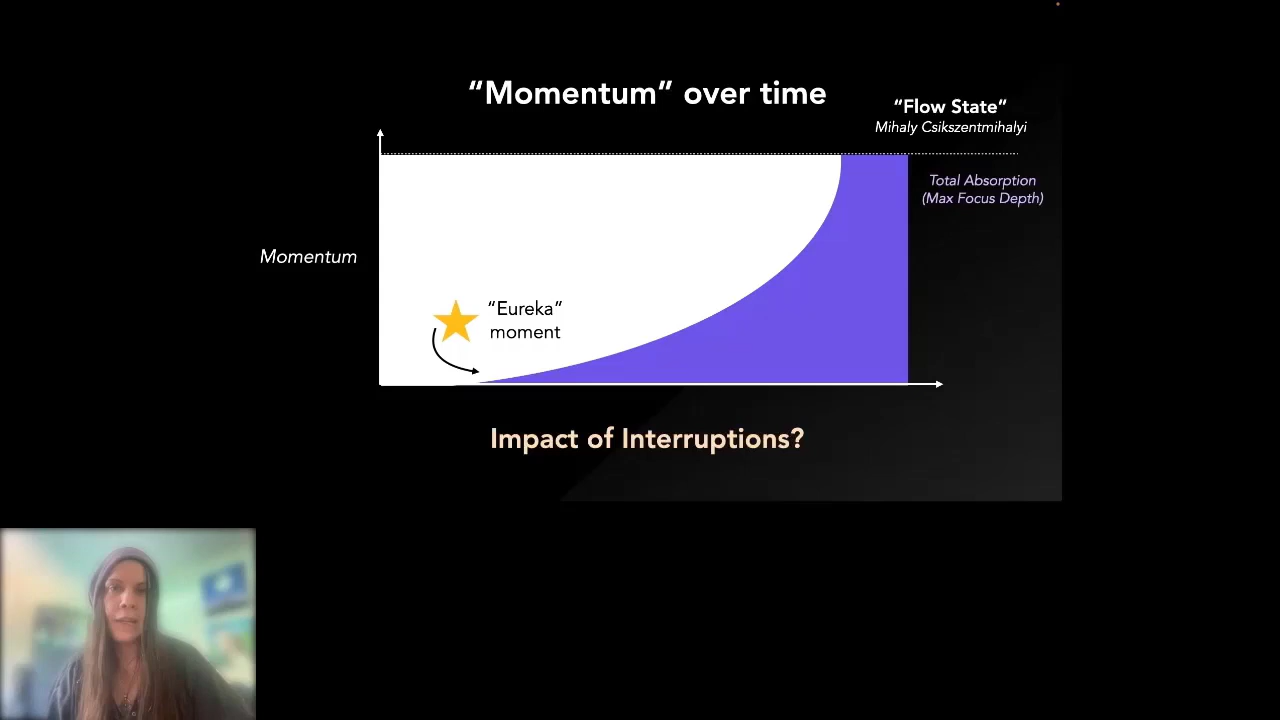 “Momentum” over time
“Flow State“
Mihaly Csikszentmihalyi
Total Absorption
(Max Focus Depth)
Momentum
“Eureka”
moment
Impact of Interruptions?